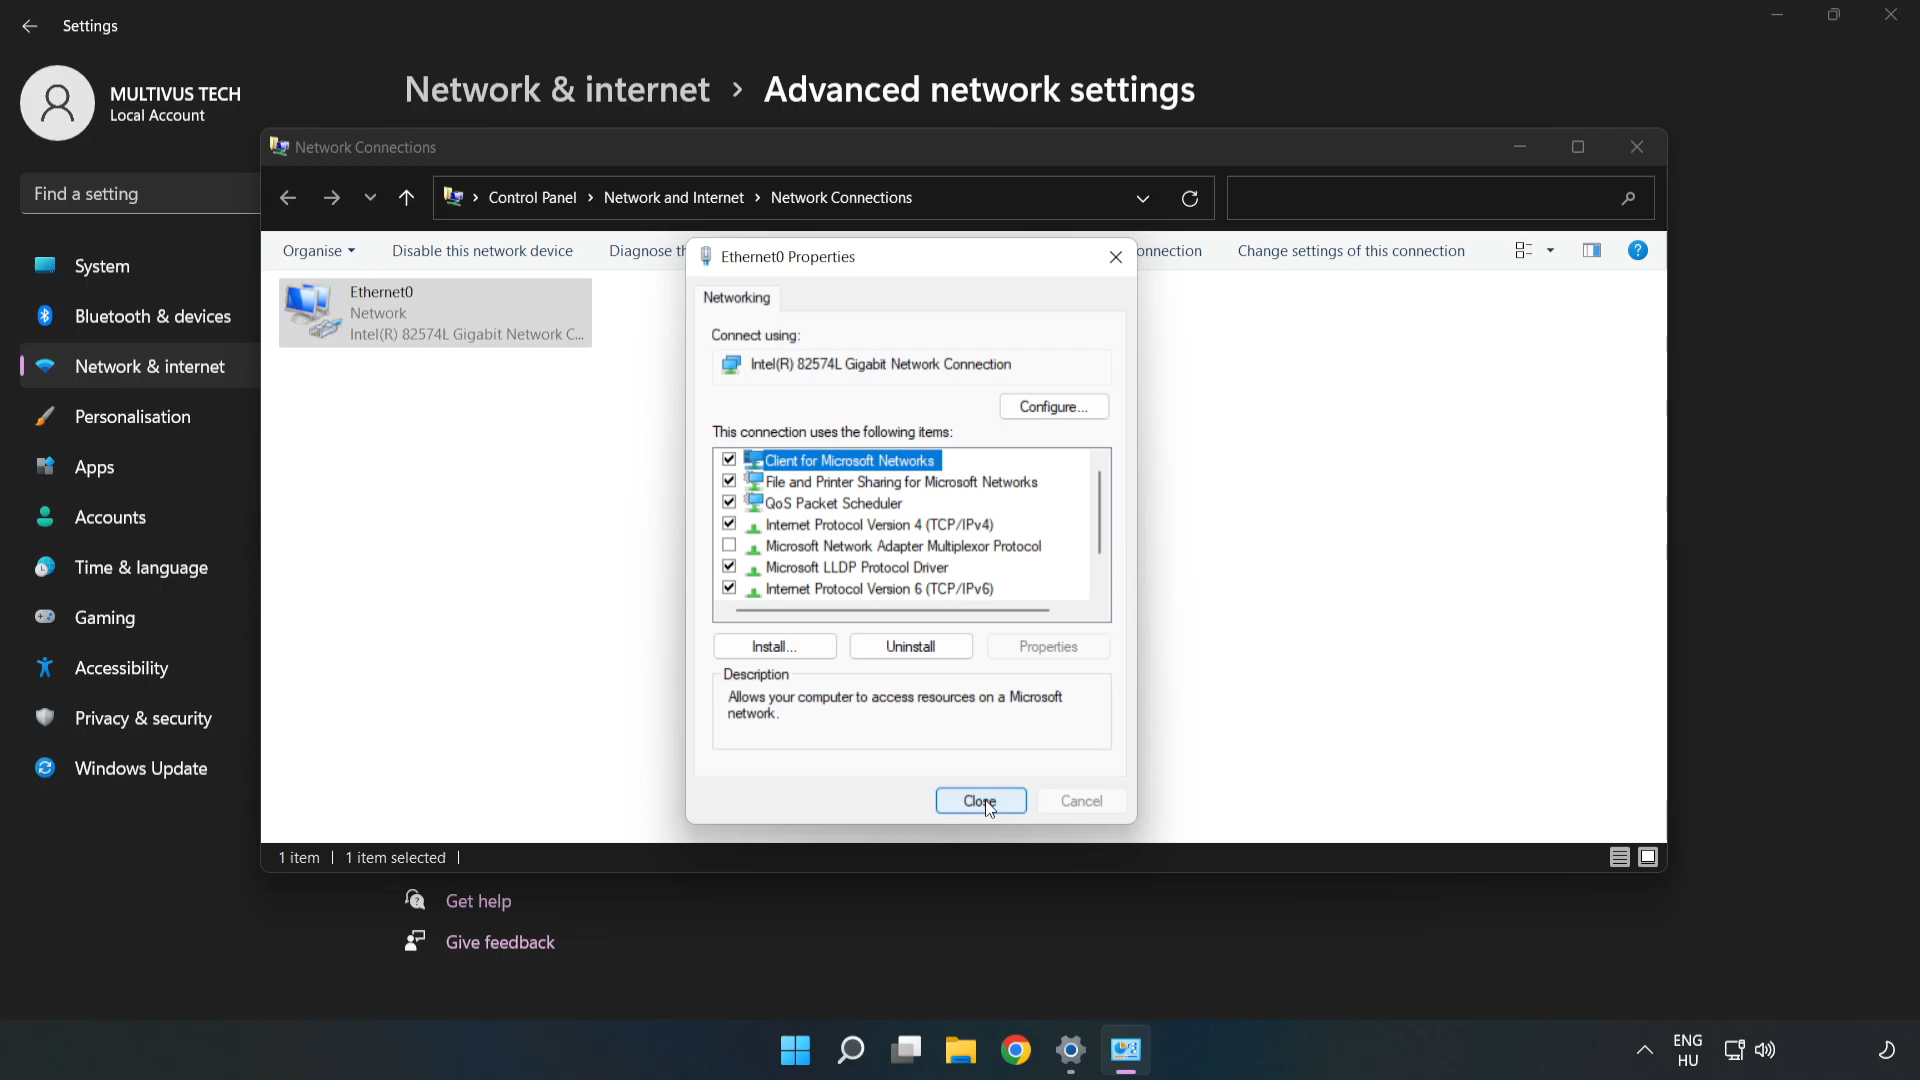 Settings
MULTIVUS TECH
Local Account
Find a setting
System
Bluetooth & devices
Network & internet
Personalisation
Apps
Accounts
Time & language
Gaming
Accessibility
Privacy & security
Windows Update
Network & internet › Advanced network settings
Network Connections
Control Panel › Network and Internet › Network Connections
Organise Disable this network device Diagnose th onnection Change settings of this connection
Ethernet0
Network
Intel(R) 82574L Gigabit Network C...
Ethernet0 Properties
Networking
Connect using:
Intel(R) 82574L Gigabit Network Connection
Configure...
This connection uses the following items:
Client for Microsoft Networks
File and Printer Sharing for Microsoft Networks
QoS Packet Scheduler
Internet Protocol Version 4 (TCP/IPv4)
Microsoft Network Adapter Multiplexor Protocol
Microsoft LLDP Protocol Driver
Internet Protocol Version 6 (TCP/IPv6)
Install... Uninstall Properties
Description
Allows your computer to access resources on a Microsoft
network.
Close Cancel
1 item 1 item selected
Get help
Give feedback
ENG
HU